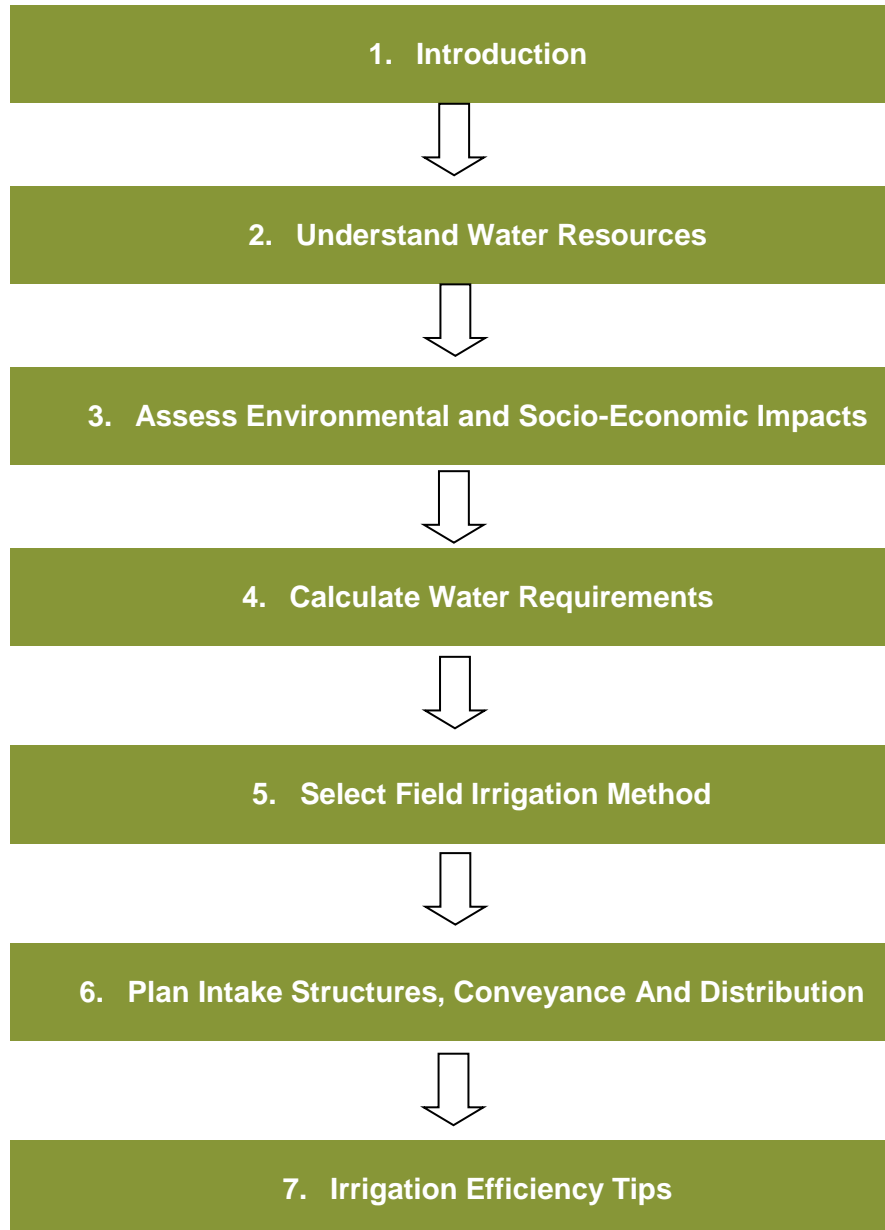 1. Introduction
2. Understand Water Resources
3. Assess Environmental and Socio-Economic Impacts
4. Calculate Water Requirements
5. Select Field Irrigation Method
6. Plan Intake Structures, Conveyance And Distribution
7. Irrigation Efficiency Tips